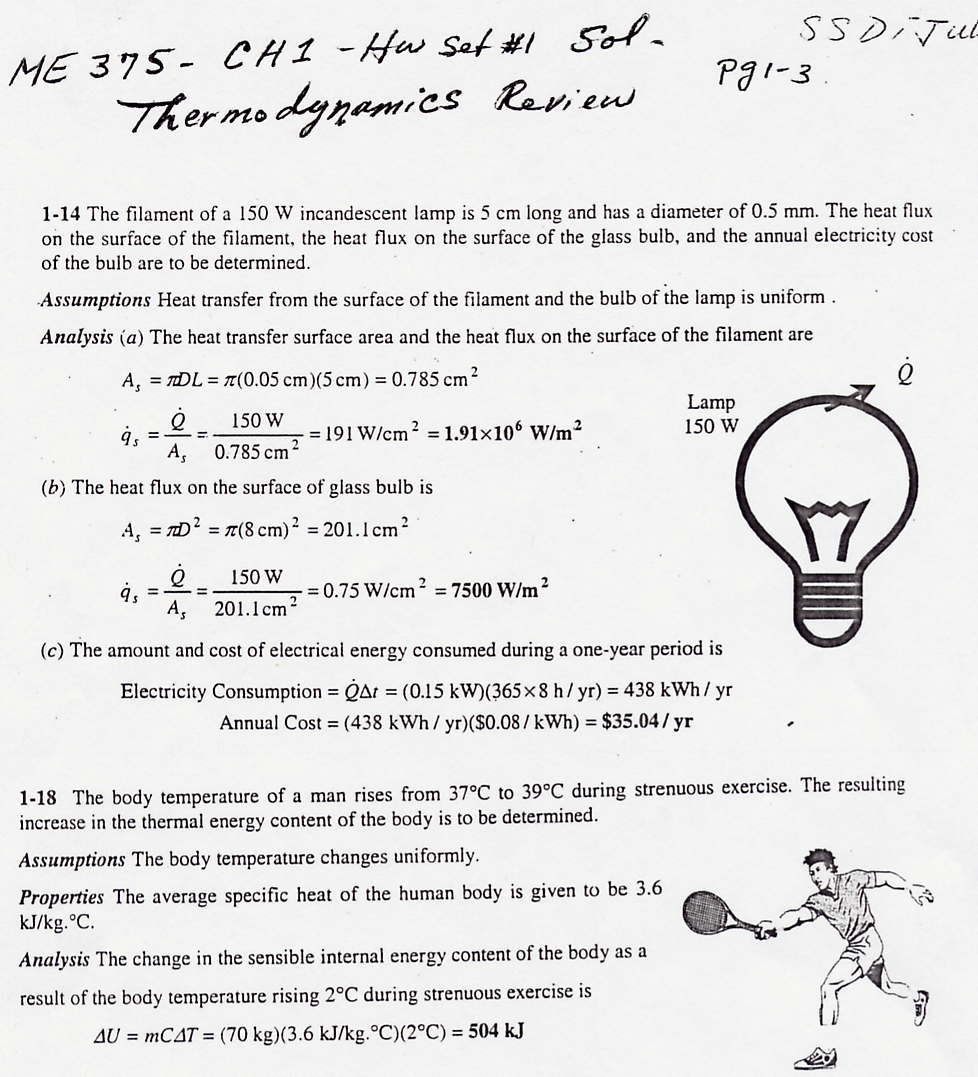 ME 375 - CH1 - Hw Set #1 Sol-
Pg 1-3
Thermodynamics Review
1-14 The filament of a 150 W incandescent lamp is 5 cm long and has a diameter of 0.5 mm. The heat flux
on the surface of the filament, the heat flux on the surface of the glass bulb, and the annual electricity cost
of the bulb are to be determined.
Assumptions Heat transfer from the surface of the filament and the bulb of the lamp is uniform .
Analysis (a) The heat transfer surface area and the heat flux on the surface of the filament are
A_s = πDL = π(0.05 cm)(5 cm) = 0.785 cm²
q̇_s = Q̇/A_s = 150 W/0.785 cm² = 191 W/cm² = 1.91×10⁶ W/m²
Q̇
Lamp
150 W
(b) The heat flux on the surface of glass bulb is
A_s = πD² = π(8 cm)² = 201.1 cm²
q̇_s = Q̇/A_s = 150 W/201.1 cm² = 0.75 W/cm² = 7500 W/m²
(c) The amount and cost of electrical energy consumed during a one-year period is
Electricity Consumption = Q̇Δt = (0.15 kW)(365×8 h / yr) = 438 kWh / yr
Annual Cost = (438 kWh / yr)($0.08 / kWh) = $35.04 / yr
1-18 The body temperature of a man rises from 37°C to 39°C during strenuous exercise. The resulting
increase in the thermal energy content of the body is to be determined.
Assumptions The body temperature changes uniformly.
Properties The average specific heat of the human body is given to be 3.6
kJ/kg.°C.
Analysis The change in the sensible internal energy content of the body as a
result of the body temperature rising 2°C during strenuous exercise is
ΔU = mCΔT = (70 kg)(3.6 kJ/kg.°C)(2°C) = 504 kJ